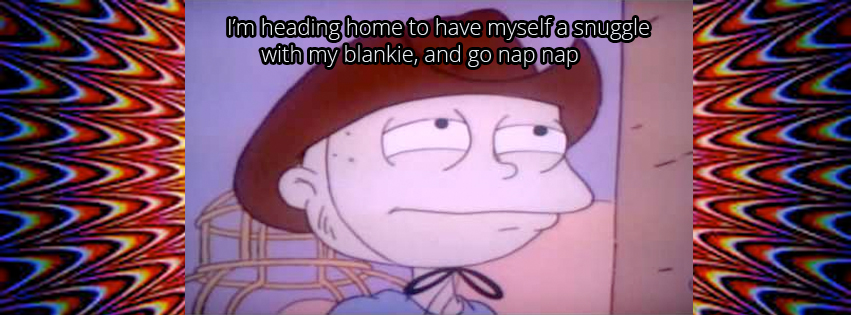 I’m heading home to have myself a snuggle
with my blankie, and go nap nap